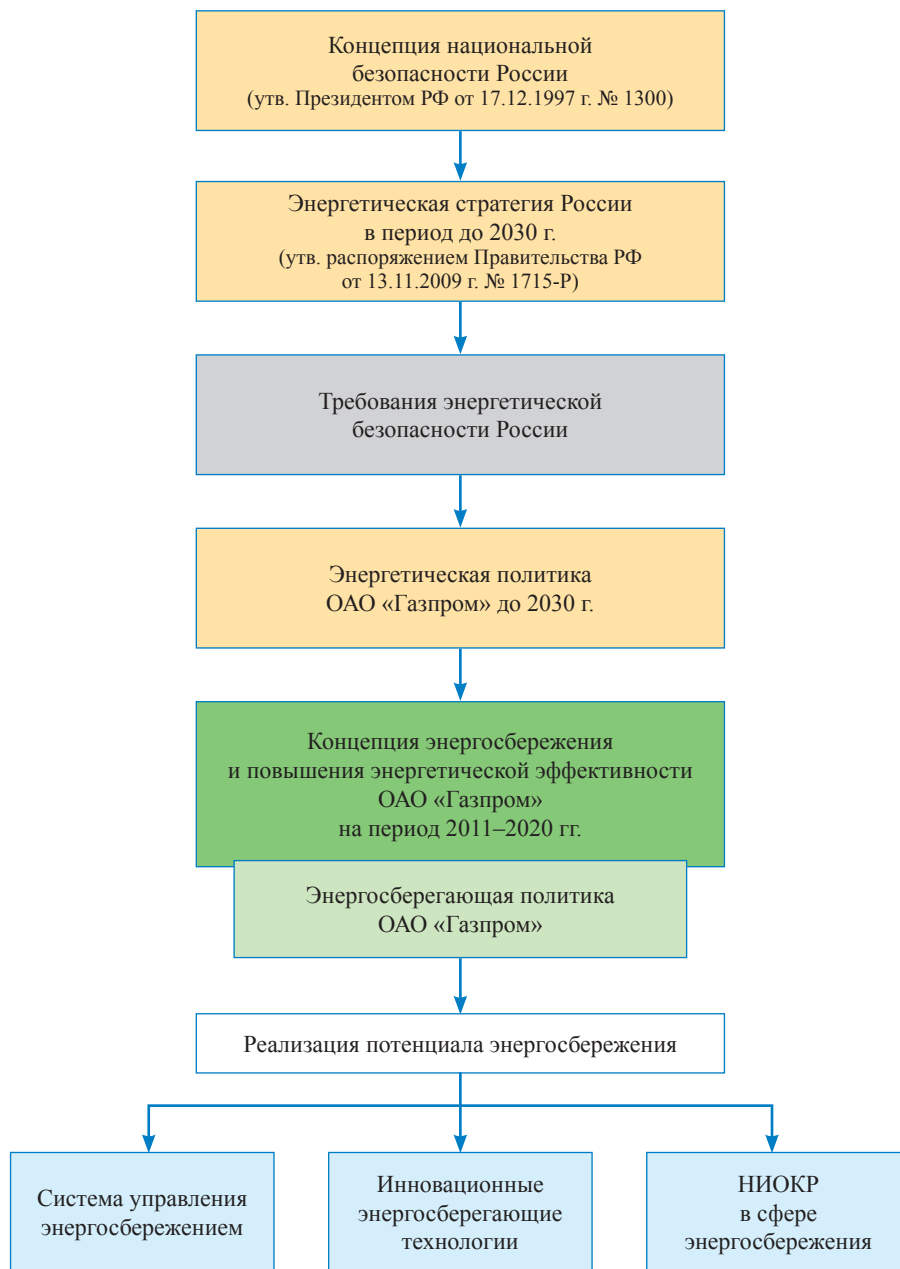 Концепция национальной
безопасности России
(утв. Президентом РФ от 17.12.1997 г. № 1300)
Энергетическая стратегия России
в период до 2030 г.
(утв. распоряжением Правительства РФ
от 13.11.2009 г. № 1715-Р)
Требования энергетической
безопасности России
Энергетическая политика
ОАО «Газпром» до 2030 г.
Концепция энергосбережения
и повышения энергетической эффективности
ОАО «Газпром»
на период 2011–2020 гг.
Энергосберегающая политика
ОАО «Газпром»
Реализация потенциала энергосбережения
Система управления
энергосбережением
Инновационные
энергосберегающие
технологии
НИОКР
в сфере
энергосбережения